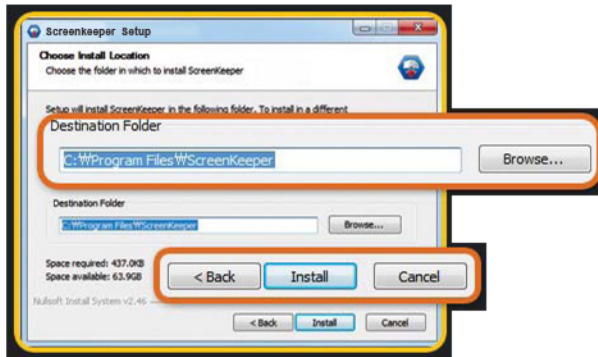 Screenkeeper Setup
Choose Install Location
Choose the folder in which to install ScreenKeeper
Setup will install ScreenKeeper in the following folder. To install in a different
Destination Folder
C:₩Program Files₩ScreenKeeper
Browse...
Destination Folder
C:₩Program Files₩ScreenKeeper
Browse...
Space required: 437.0KB
Space available: 63.9GB
< Back
Install
Cancel
Nullsoft Install System v2.46
< Back
Install
Cancel